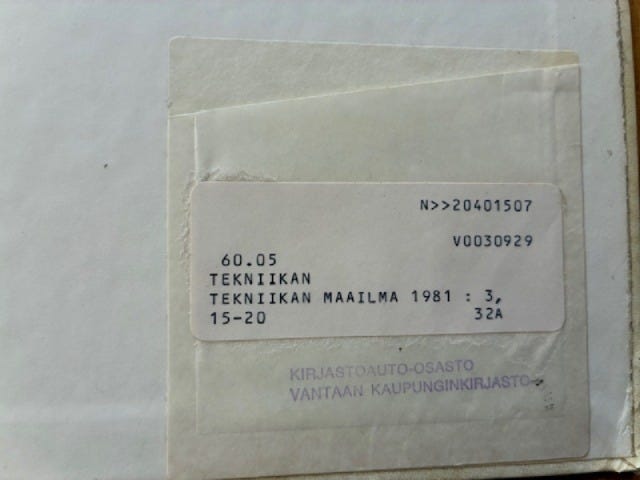 N>>20401507
V0030929
60.05
TEKNIIKAN
TEKNIIKAN MAAILMA 1981 : 3,
15-20 32A
KIRJASTOAUTO-OSASTO
VANTAAN KAUPUNGINKIRJASTO